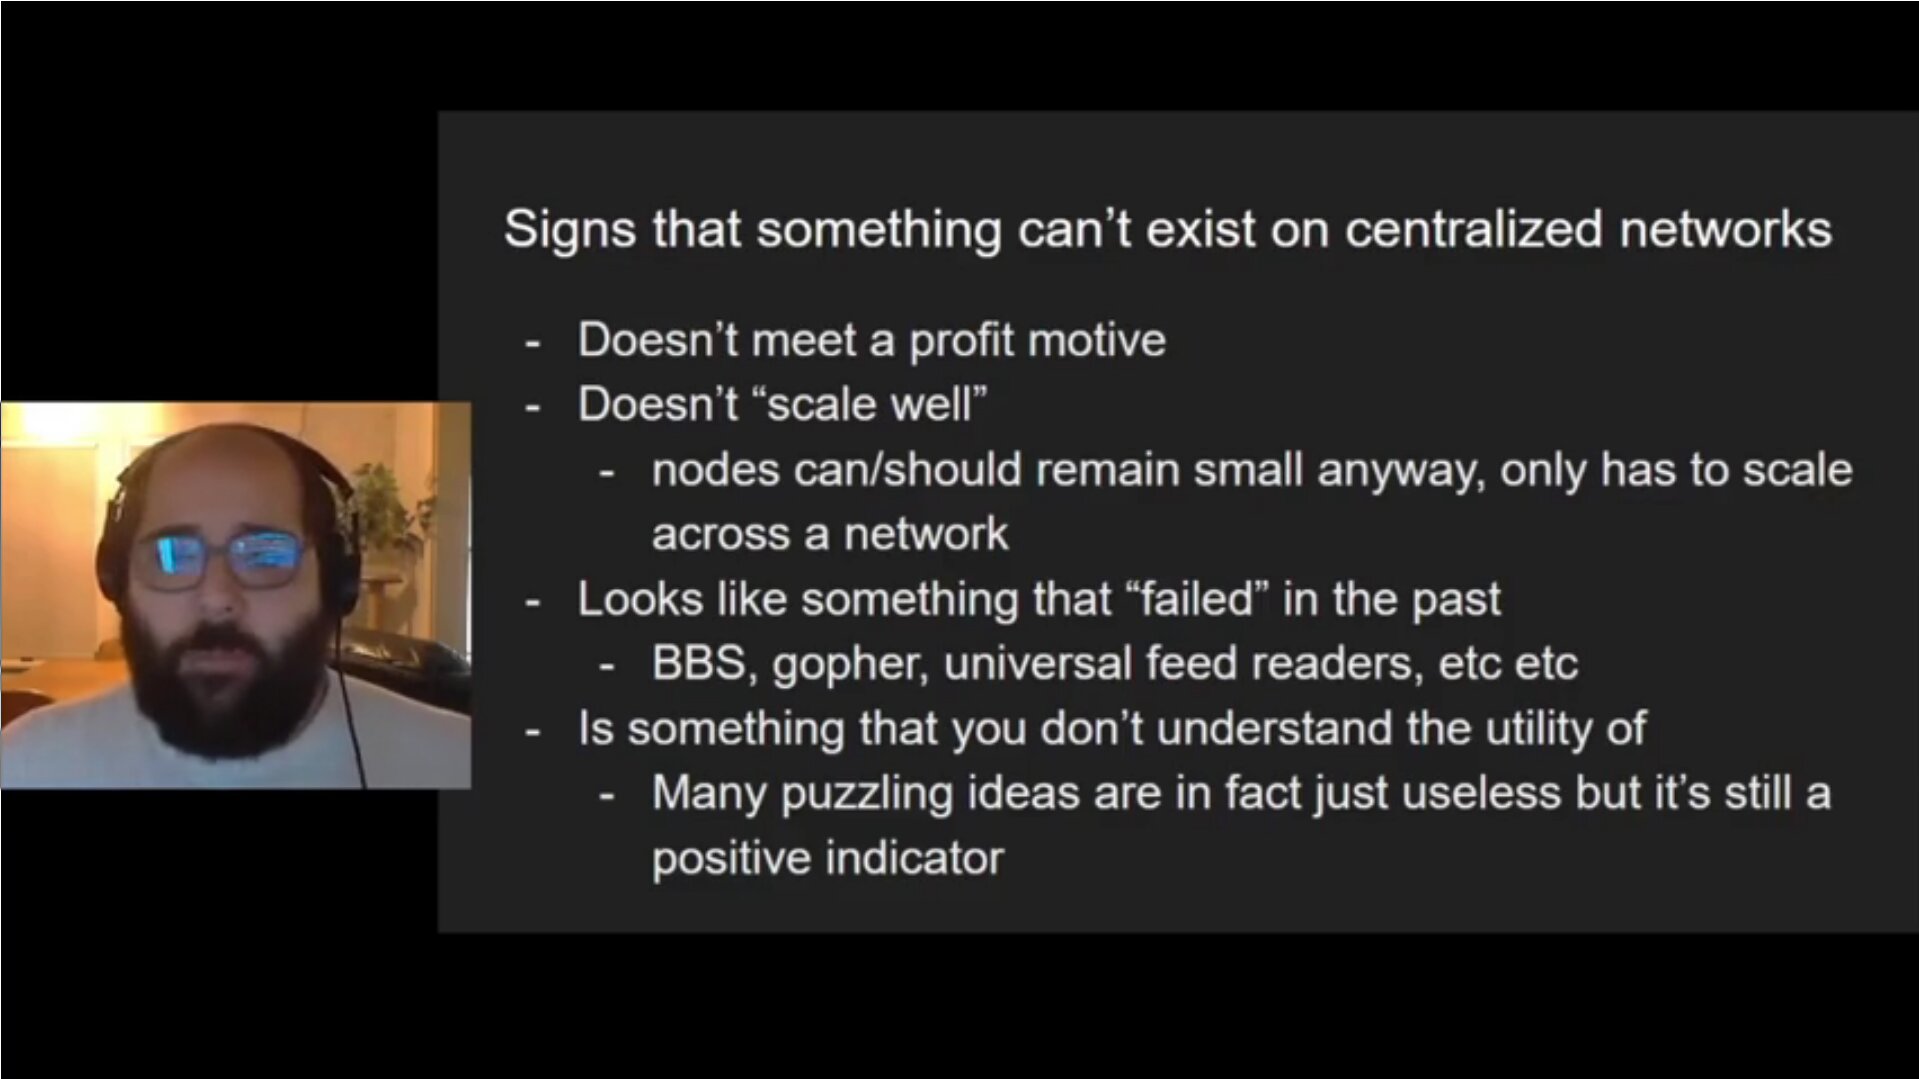 Signs that something can’t exist on centralized networks
- Doesn’t meet a profit motive
- Doesn’t “scale well”
- nodes can/should remain small anyway, only has to scale
across a network
- Looks like something that “failed” in the past
- BBS, gopher, universal feed readers, etc etc
- Is something that you don’t understand the utility of
- Many puzzling ideas are in fact just useless but it’s still a
positive indicator